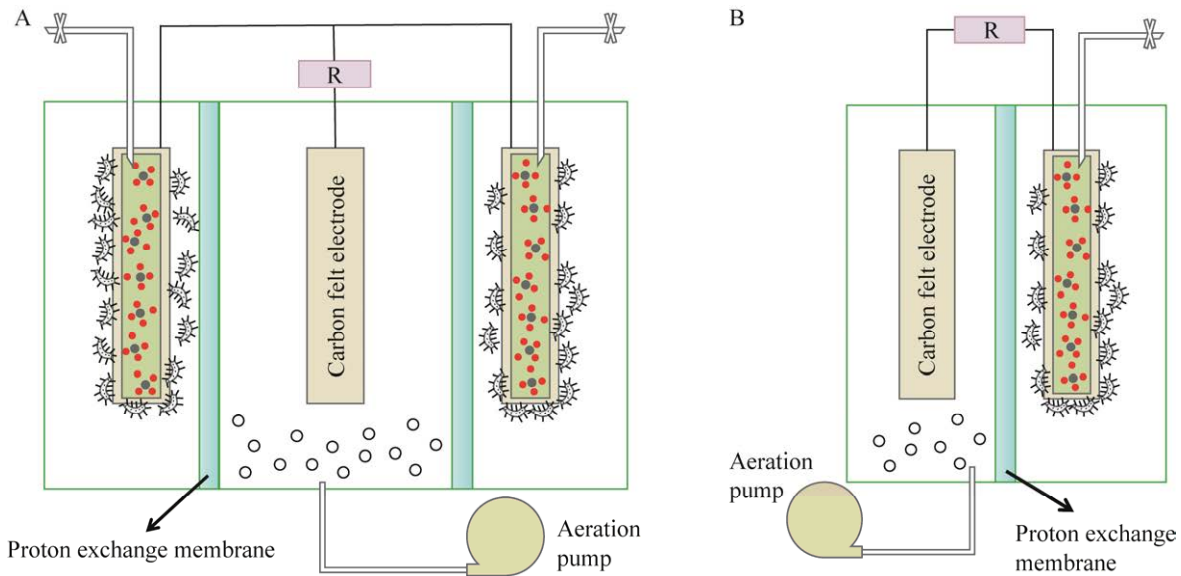 A
R
Carbon felt electrode
Proton exchange membrane
Aeration
pump
B
R
Carbon felt electrode
Aeration
pump
Proton exchange
membrane